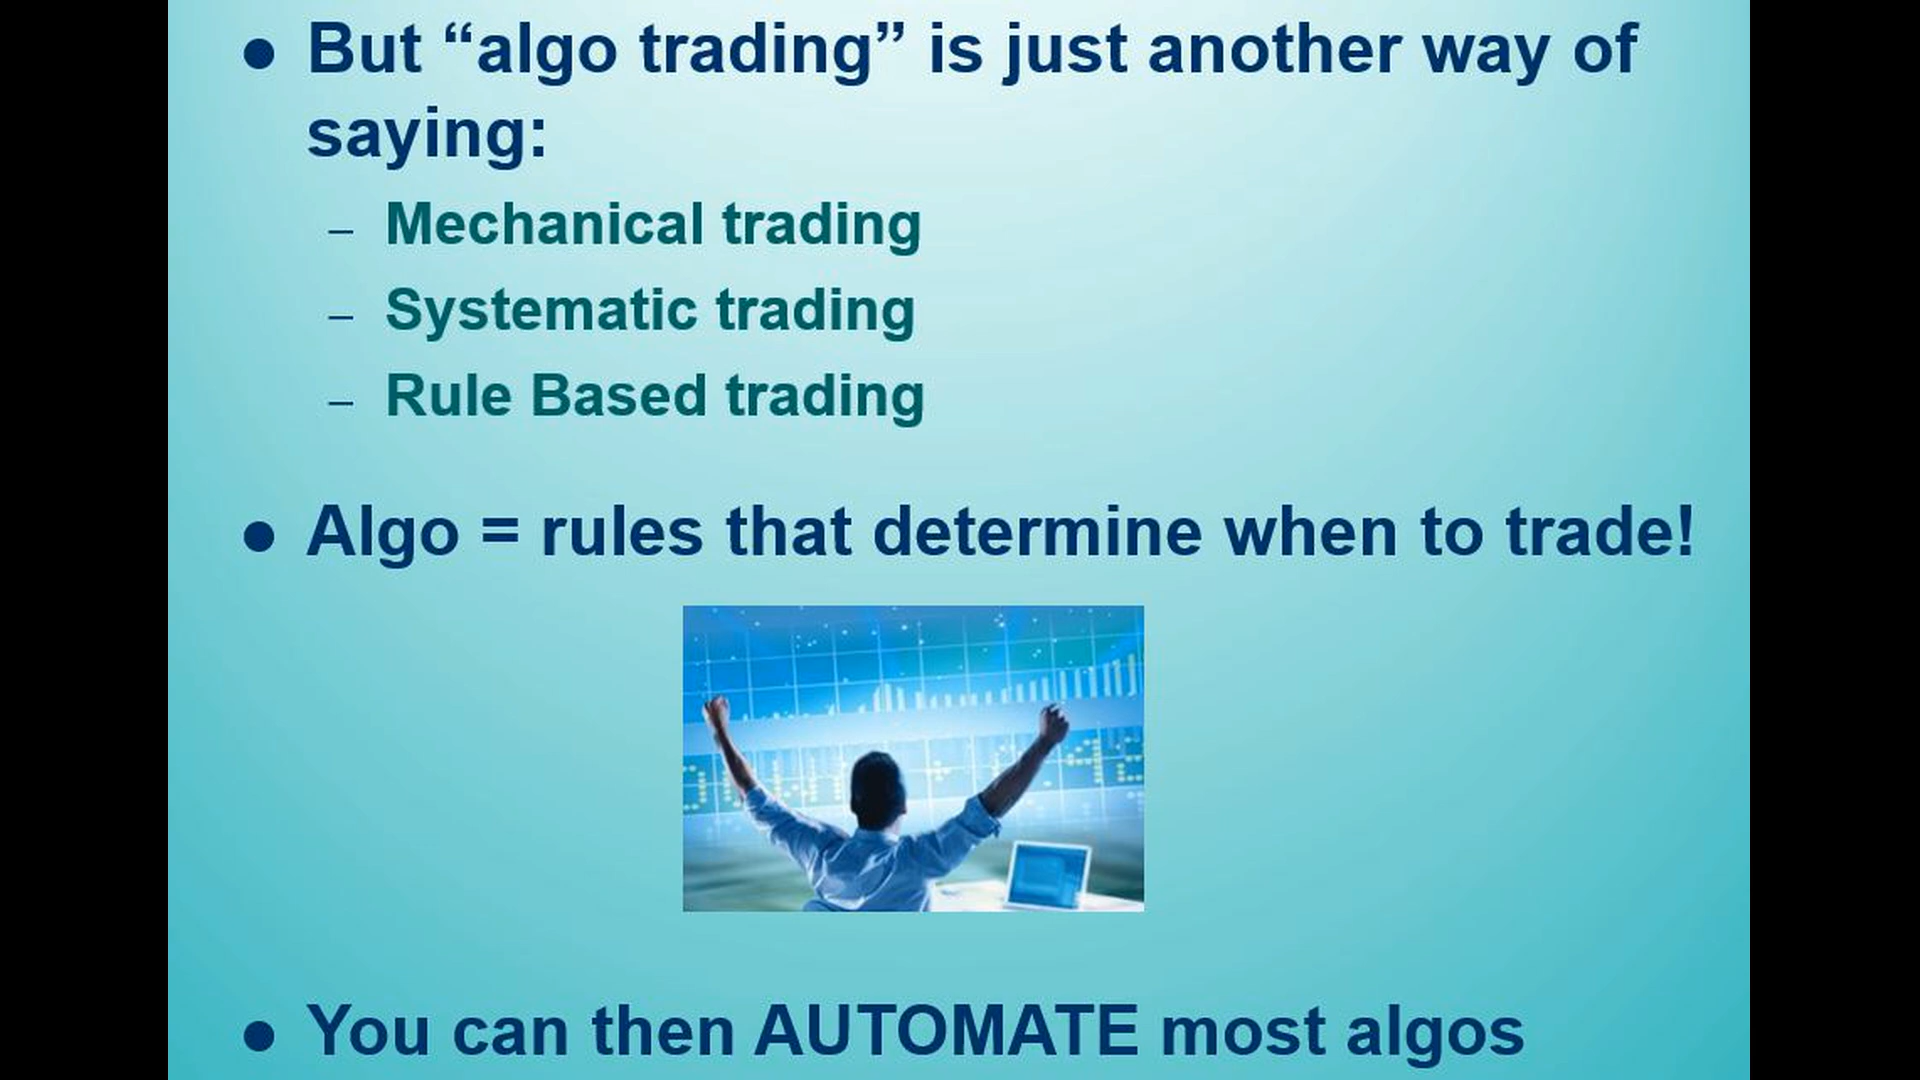 ● But “algo trading” is just another way of
saying:
– Mechanical trading
– Systematic trading
– Rule Based trading
● Algo = rules that determine when to trade!
● You can then AUTOMATE most algos